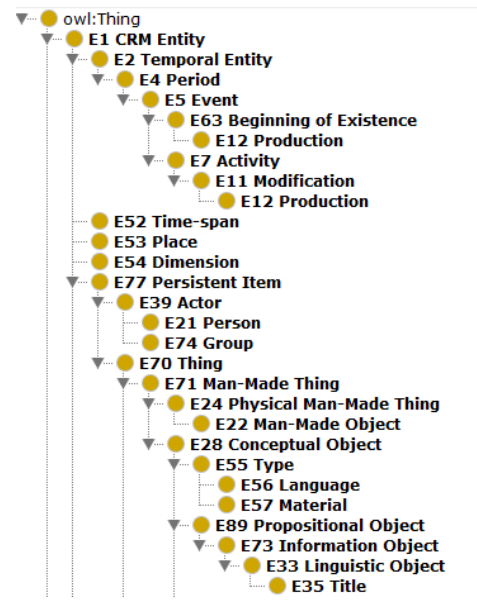 owl:Thing
E1 CRM Entity
E2 Temporal Entity
E4 Period
E5 Event
E63 Beginning of Existence
E12 Production
E7 Activity
E11 Modification
E12 Production
E52 Time-span
E53 Place
E54 Dimension
E77 Persistent Item
E39 Actor
E21 Person
E74 Group
E70 Thing
E71 Man-Made Thing
E24 Physical Man-Made Thing
E22 Man-Made Object
E28 Conceptual Object
E55 Type
E56 Language
E57 Material
E89 Propositional Object
E73 Information Object
E33 Linguistic Object
E35 Title